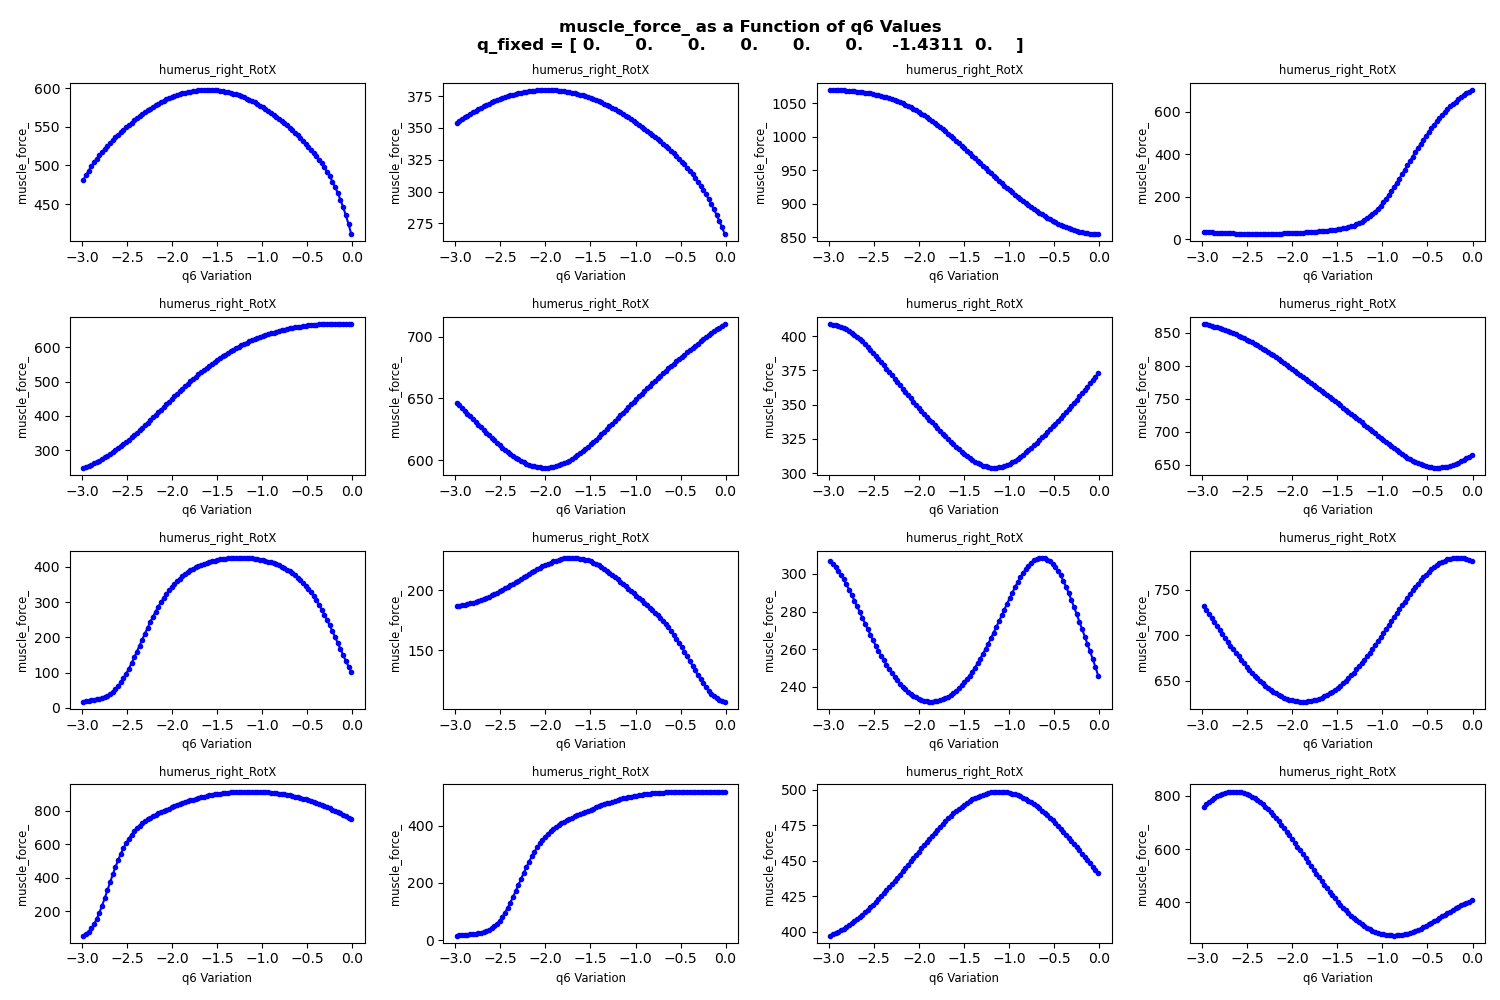 muscle_force_ as a Function of q6 Values
q_fixed = [ 0. 0. 0. 0. 0. 0. -1.4311 0. ]
humerus_right_RotX
muscle_force_
600
550
500
450
−3.0 −2.5 −2.0 −1.5 −1.0 −0.5 0.0
q6 Variation
humerus_right_RotX
muscle_force_
375
350
325
300
275
−3.0 −2.5 −2.0 −1.5 −1.0 −0.5 0.0
q6 Variation
humerus_right_RotX
muscle_force_
1050
1000
950
900
850
−3.0 −2.5 −2.0 −1.5 −1.0 −0.5 0.0
q6 Variation
humerus_right_RotX
muscle_force_
600
400
200
0
−3.0 −2.5 −2.0 −1.5 −1.0 −0.5 0.0
q6 Variation
humerus_right_RotX
muscle_force_
600
500
400
300
−3.0 −2.5 −2.0 −1.5 −1.0 −0.5 0.0
q6 Variation
humerus_right_RotX
muscle_force_
700
650
600
−3.0 −2.5 −2.0 −1.5 −1.0 −0.5 0.0
q6 Variation
humerus_right_RotX
muscle_force_
400
375
350
325
300
−3.0 −2.5 −2.0 −1.5 −1.0 −0.5 0.0
q6 Variation
humerus_right_RotX
muscle_force_
850
800
750
700
650
−3.0 −2.5 −2.0 −1.5 −1.0 −0.5 0.0
q6 Variation
humerus_right_RotX
muscle_force_
400
300
200
100
0
−3.0 −2.5 −2.0 −1.5 −1.0 −0.5 0.0
q6 Variation
humerus_right_RotX
muscle_force_
200
150
−3.0 −2.5 −2.0 −1.5 −1.0 −0.5 0.0
q6 Variation
humerus_right_RotX
muscle_force_
300
280
260
240
−3.0 −2.5 −2.0 −1.5 −1.0 −0.5 0.0
q6 Variation
humerus_right_RotX
muscle_force_
750
700
650
−3.0 −2.5 −2.0 −1.5 −1.0 −0.5 0.0
q6 Variation
humerus_right_RotX
muscle_force_
800
600
400
200
−3.0 −2.5 −2.0 −1.5 −1.0 −0.5 0.0
q6 Variation
humerus_right_RotX
muscle_force_
400
200
0
−3.0 −2.5 −2.0 −1.5 −1.0 −0.5 0.0
q6 Variation
humerus_right_RotX
muscle_force_
500
475
450
425
400
−3.0 −2.5 −2.0 −1.5 −1.0 −0.5 0.0
q6 Variation
humerus_right_RotX
muscle_force_
800
600
400
−3.0 −2.5 −2.0 −1.5 −1.0 −0.5 0.0
q6 Variation